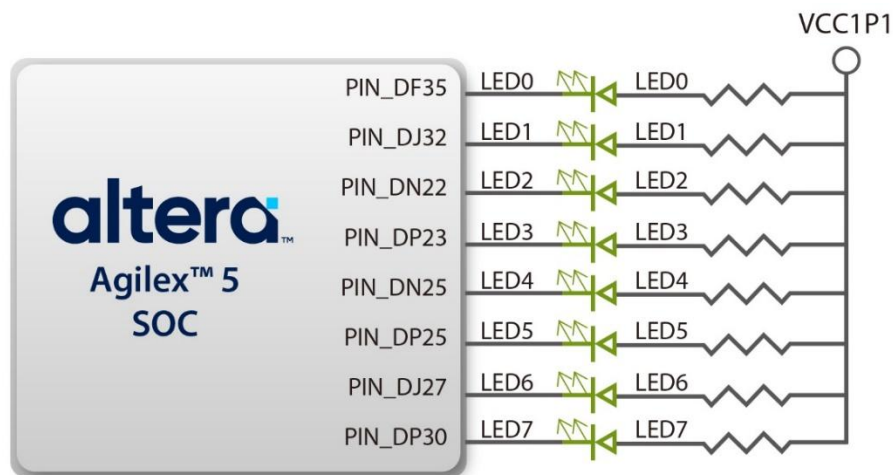 VCC1P1
PIN_DF35 LED0 LED0
PIN_DJ32 LED1 LED1
PIN_DN22 LED2 LED2
PIN_DP23 LED3 LED3
PIN_DN25 LED4 LED4
PIN_DP25 LED5 LED5
PIN_DJ27 LED6 LED6
PIN_DP30 LED7 LED7
altera™
Agilex™ 5
SOC